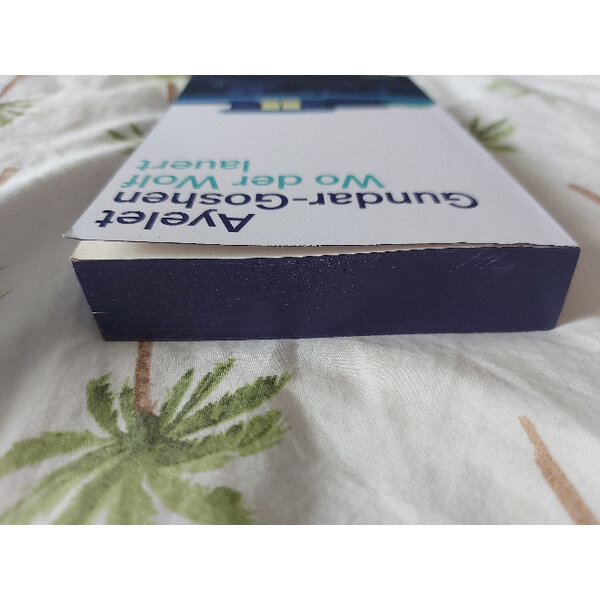 Ayelet
Gundar-Goshen
Wo der Wolf
lauert